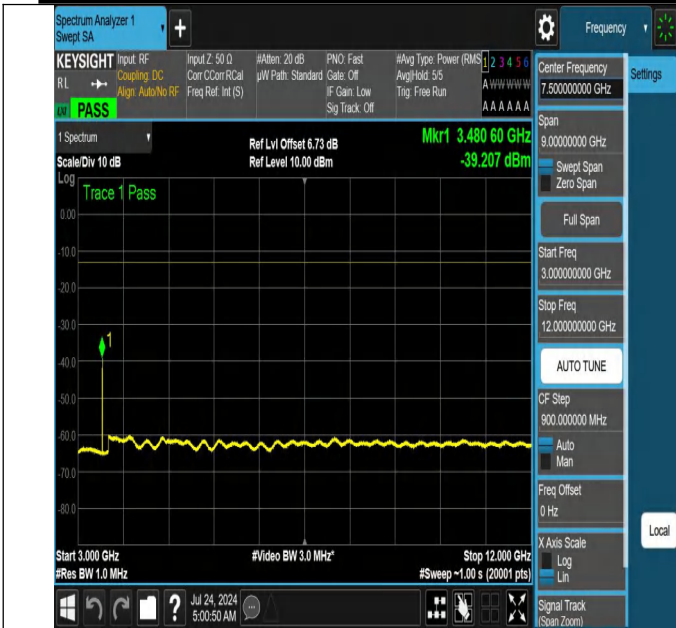 Spectrum Analyzer 1
Swept SA
+
Frequency
KEYSIGHT
RL
PASS
Input: RF
Coupling: DC
Align: Auto/No RF
Input Z: 50 Ω
Corr CCorr RCal
Freq Ref: Int (S)
#Atten: 20 dB
µW Path: Standard
PNO: Fast
Gate: Off
IF Gain: Low
Sig Track: Off
#Avg Type: Power (RMS
Avg|Hold: 5/5
Trig: Free Run
1 2 3 4 5 6
A W W W W W
A A A A A A
1 Spectrum
Scale/Div 10 dB
Log
Ref Lvl Offset 6.73 dB
Ref Level 10.00 dBm
Mkr1 3.480 60 GHz
-39.207 dBm
Trace 1 Pass
0.00
-10.0
-20.0
-30.0
-40.0
-50.0
-60.0
-70.0
-80.0
1
Start 3.000 GHz
#Res BW 1.0 MHz
#Video BW 3.0 MHz*
Stop 12.000 GHz
#Sweep ~1.00 s (20001 pts)
Center Frequency
7.500000000 GHz
Settings
Span
9.00000000 GHz
Swept Span
Zero Span
Full Span
Start Freq
3.000000000 GHz
Stop Freq
12.000000000 GHz
AUTO TUNE
CF Step
900.000000 MHz
Auto
Man
Freq Offset
0 Hz
Local
X Axis Scale
Log
Lin
Signal Track
(Span Zoom)
?
Jul 24, 2024
5:00:50 AM